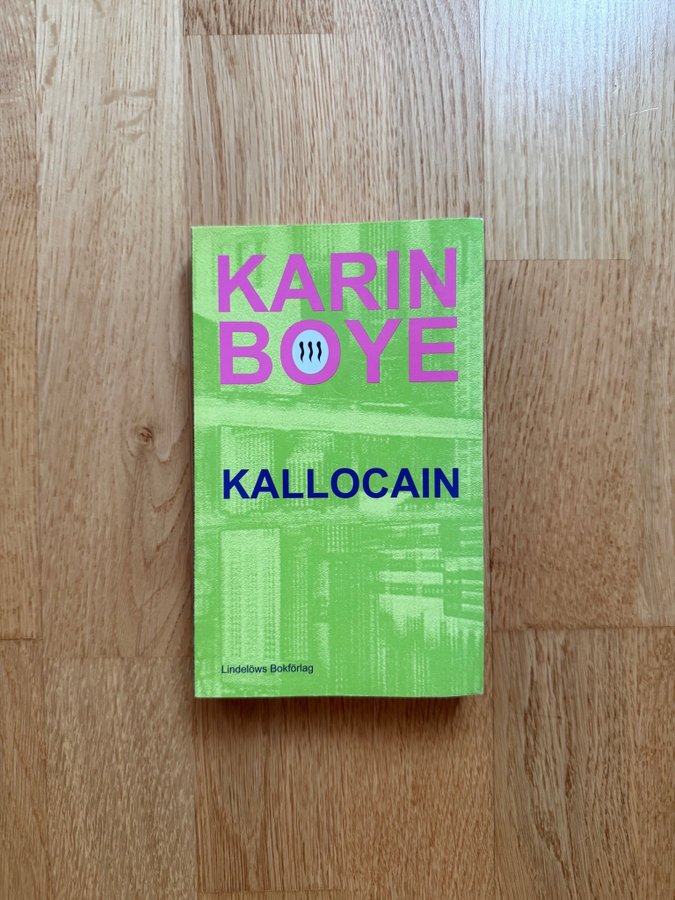 KARIN
BOYE
KALLOCAIN
Lindelöws Bokförlag